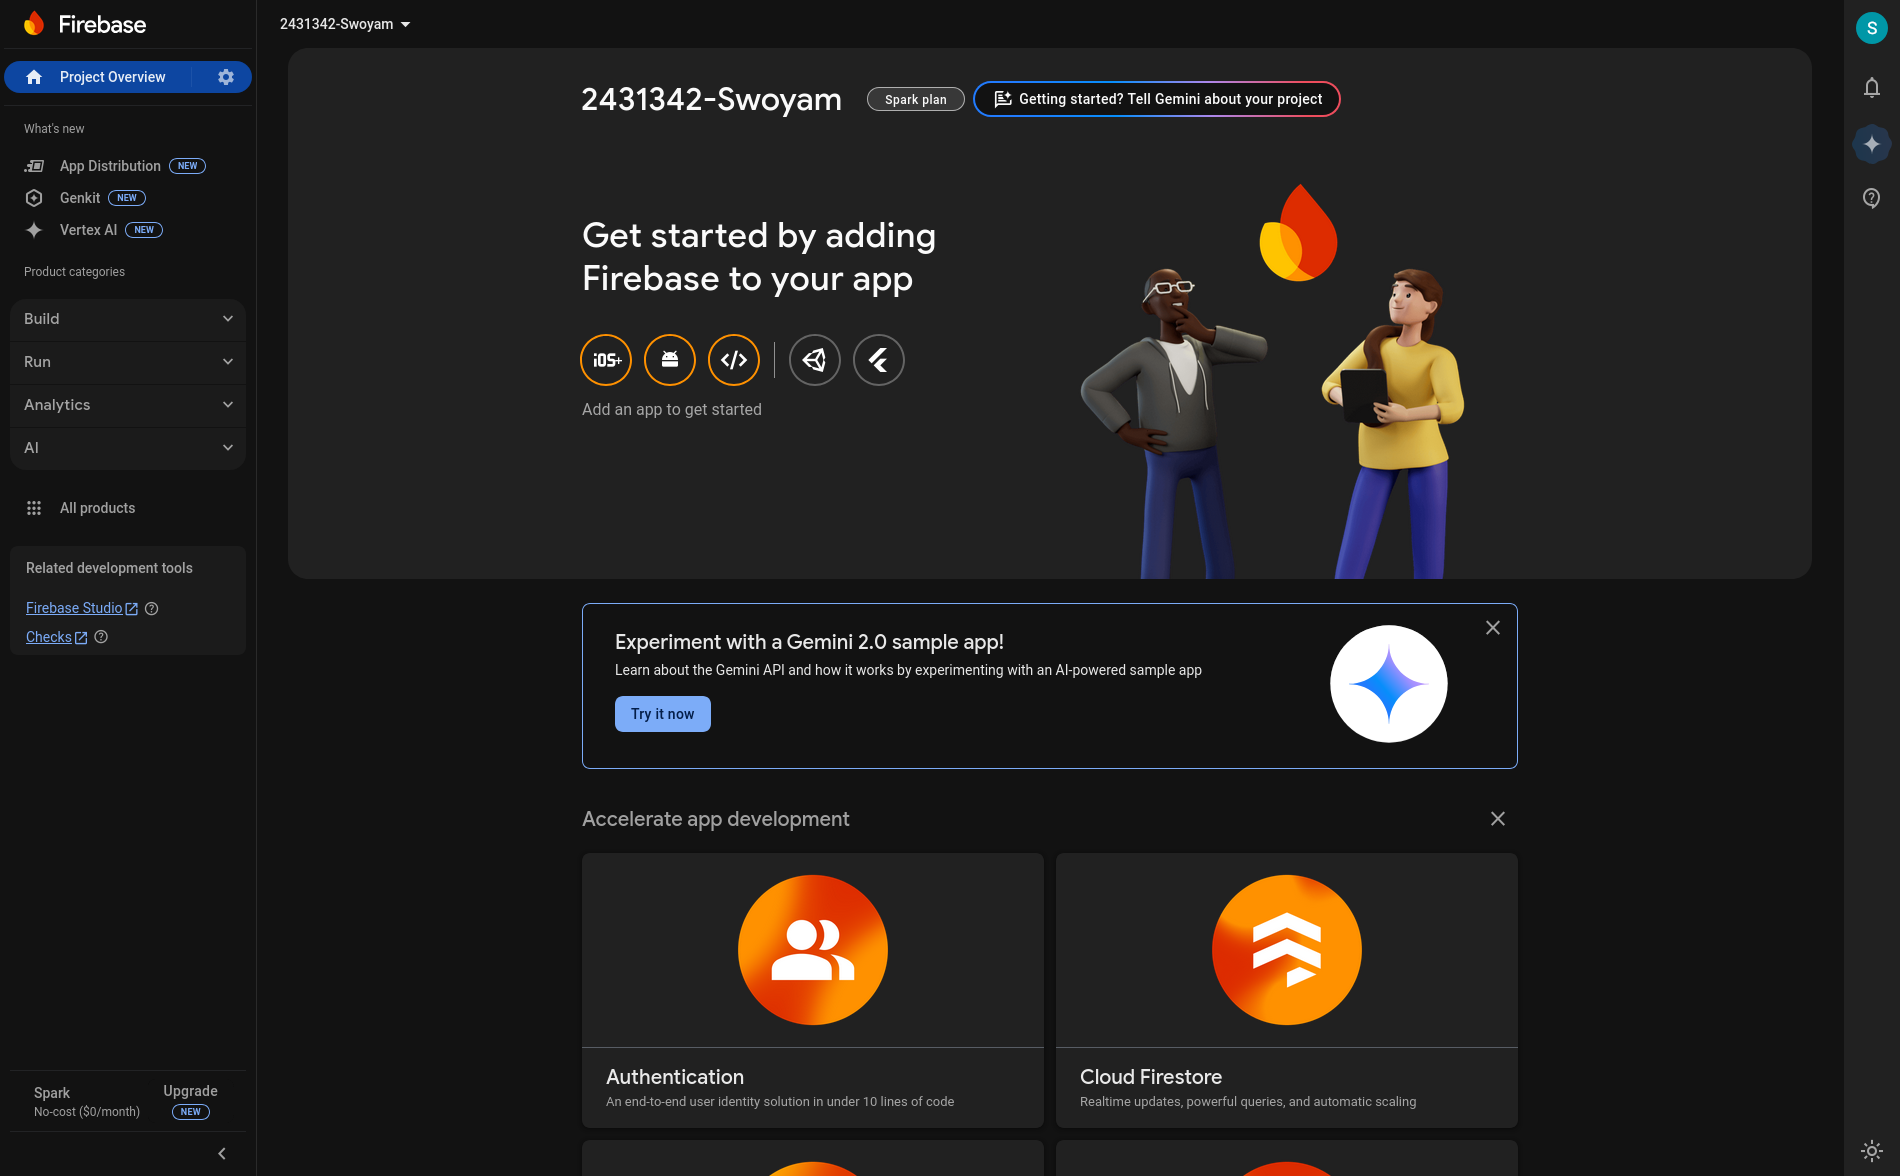 Firebase
2431342-Swoyam
S
Project Overview
What's new
App Distribution NEW
Genkit NEW
Vertex AI NEW
Product categories
Build
Run
Analytics
AI
All products
Related development tools
Firebase Studio
Checks
Spark
No-cost ($0/month)
Upgrade
NEW
2431342-Swoyam
Spark plan
Getting started? Tell Gemini about your project
Get started by adding
Firebase to your app
iOS+
Add an app to get started
Experiment with a Gemini 2.0 sample app!
Learn about the Gemini API and how it works by experimenting with an AI-powered sample app
Try it now
Accelerate app development
Authentication
An end-to-end user identity solution in under 10 lines of code
Cloud Firestore
Realtime updates, powerful queries, and automatic scaling